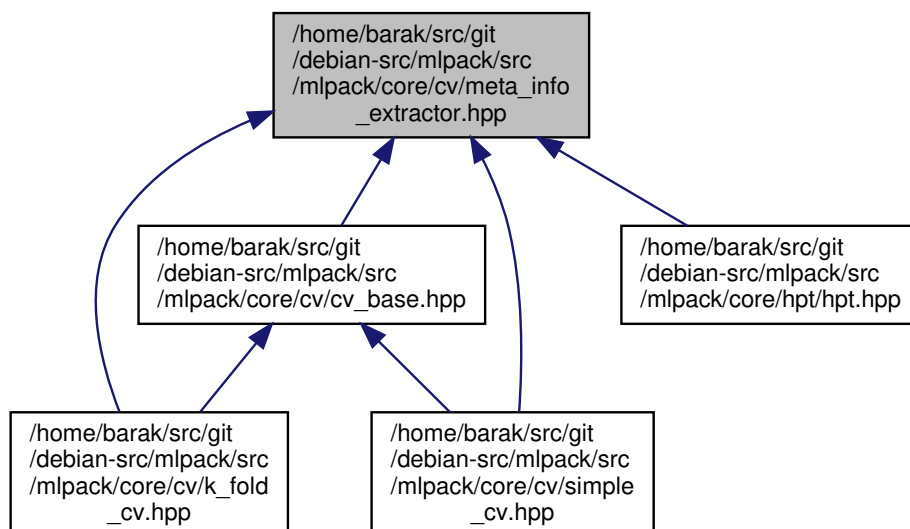 /home/barak/src/git
/debian-src/mlpack/src
/mlpack/core/cv/meta_info
_extractor.hpp
/home/barak/src/git
/debian-src/mlpack/src
/mlpack/core/cv/cv_base.hpp
/home/barak/src/git
/debian-src/mlpack/src
/mlpack/core/hpt/hpt.hpp
/home/barak/src/git
/debian-src/mlpack/src
/mlpack/core/cv/k_fold
_cv.hpp
/home/barak/src/git
/debian-src/mlpack/src
/mlpack/core/cv/simple
_cv.hpp